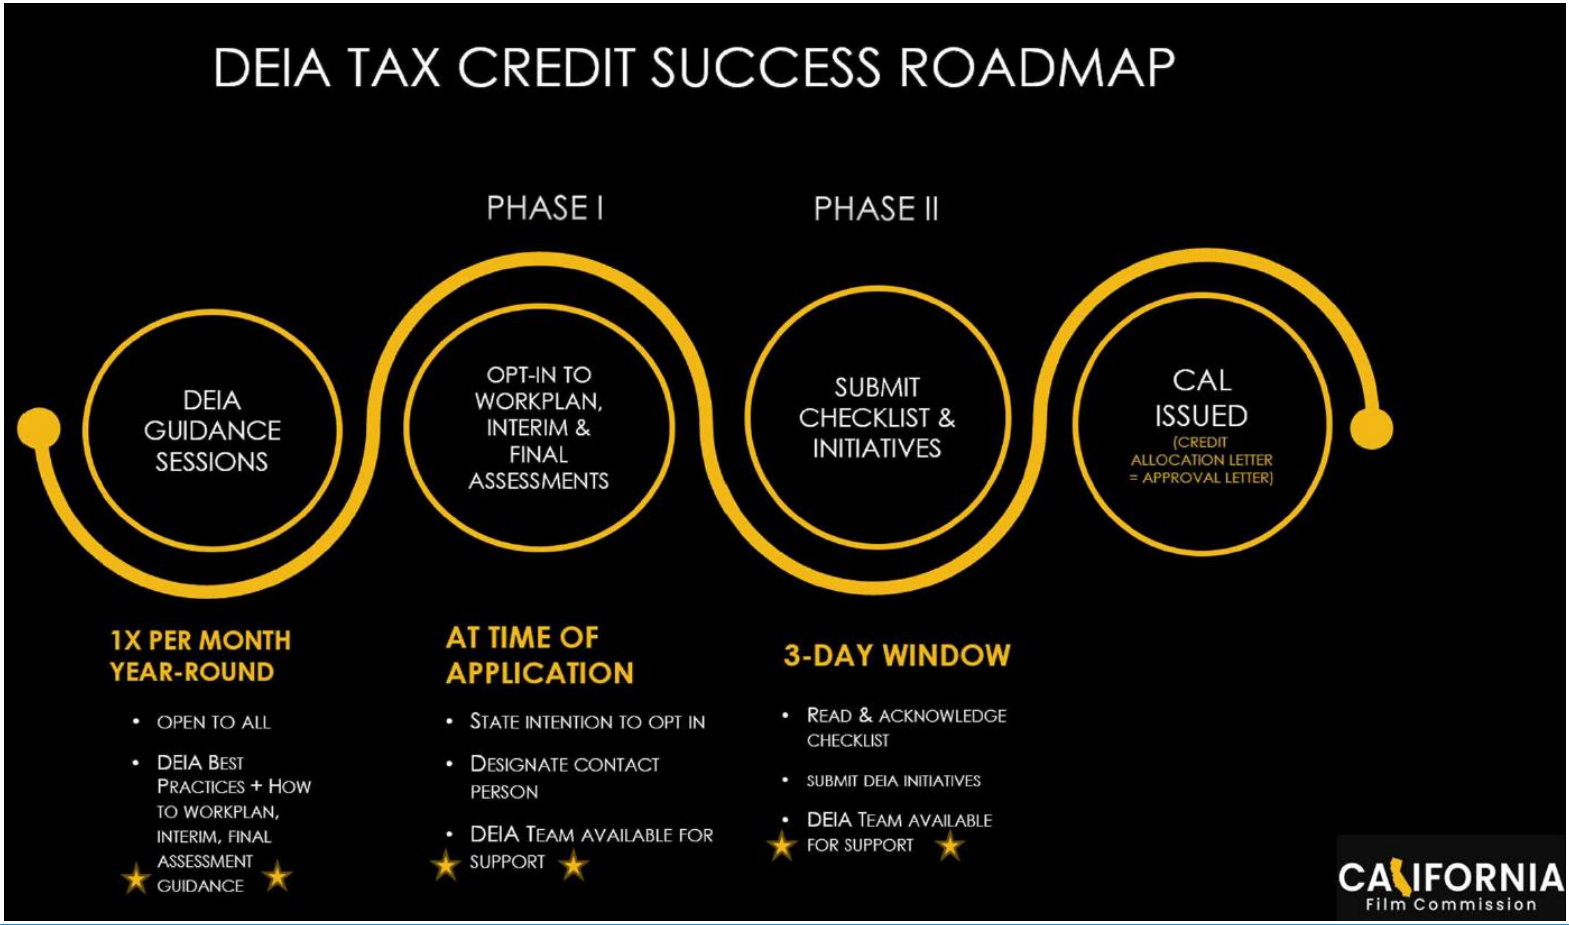 DEIA TAX CREDIT SUCCESS ROADMAP
PHASE I
PHASE II
DEIA
GUIDANCE
SESSIONS
OPT-IN TO
WORKPLAN,
INTERIM &
FINAL
ASSESSMENTS
SUBMIT
CHECKLIST &
INITIATIVES
CAL
ISSUED
(CREDIT
ALLOCATION LETTER
= APPROVAL LETTER)
1X PER MONTH
YEAR-ROUND
• OPEN TO ALL
• DEIA BEST
PRACTICES + HOW
TO WORKPLAN,
INTERIM, FINAL
ASSESSMENT
GUIDANCE
AT TIME OF
APPLICATION
• STATE INTENTION TO OPT IN
• DESIGNATE CONTACT
PERSON
• DEIA TEAM AVAILABLE FOR
SUPPORT
3-DAY WINDOW
• READ & ACKNOWLEDGE
CHECKLIST
• SUBMIT DEIA INITIATIVES
• DEIA TEAM AVAILABLE
FOR SUPPORT
CALIFORNIA
Film Commission